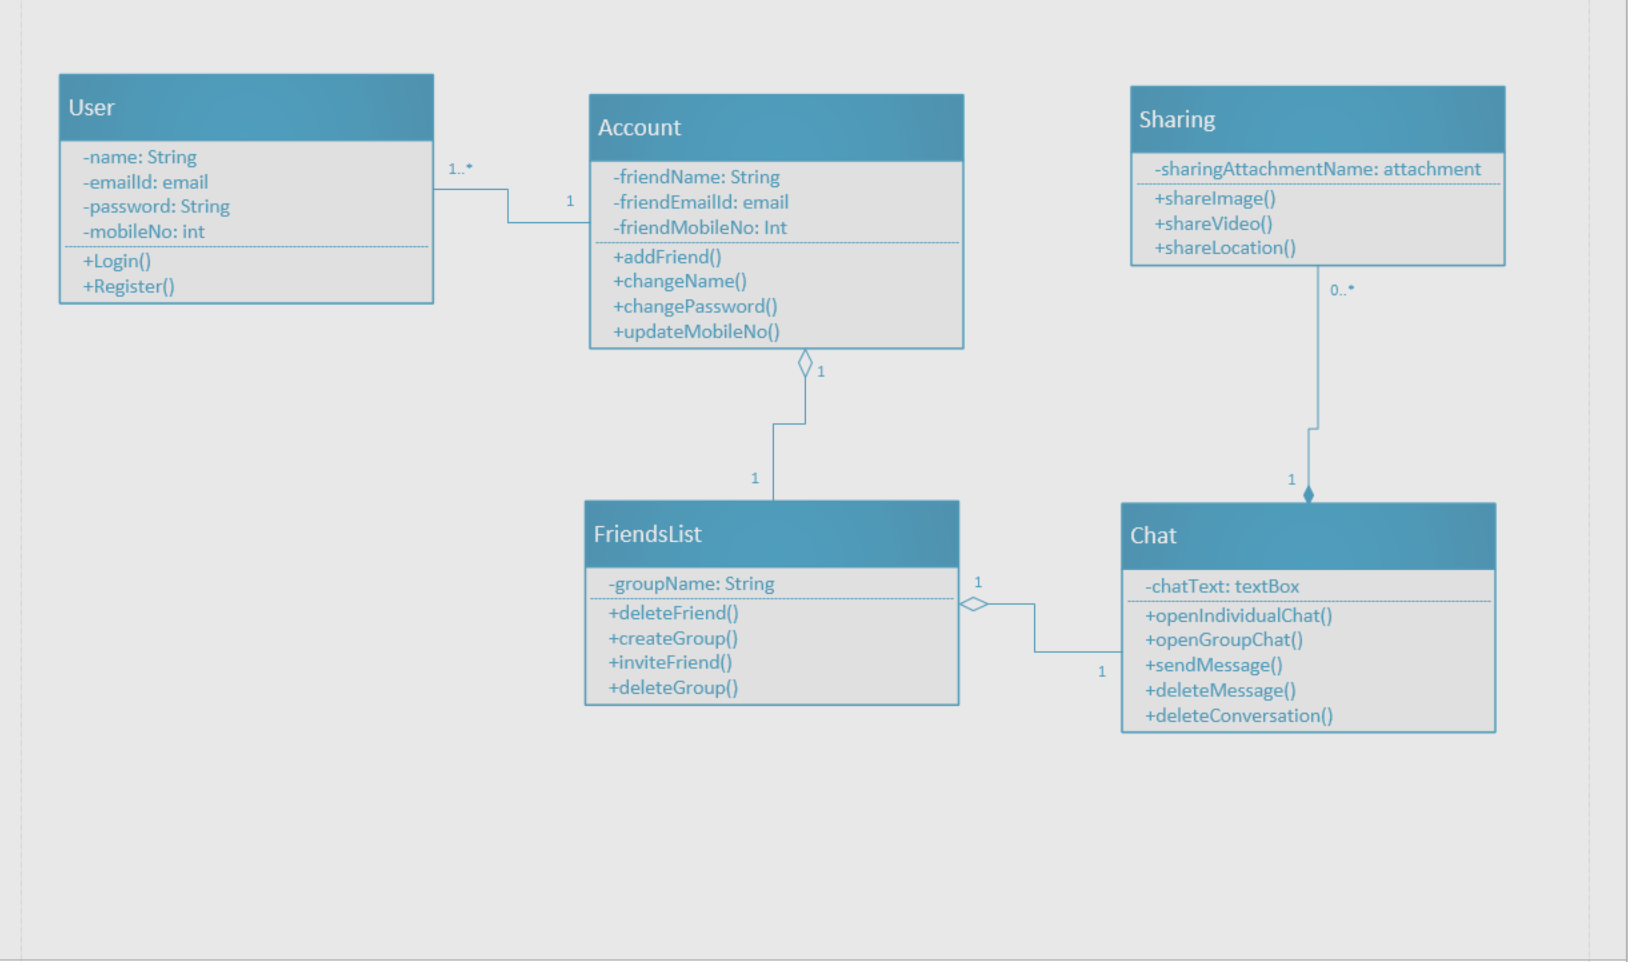 User
-name: String
-emailId: email
-password: String
-mobileNo: int
+Login()
+Register()
1..*
1
Account
-friendName: String
-friendEmailId: email
-friendMobileNo: Int
+addFriend()
+changeName()
+changePassword()
+updateMobileNo()
1
1
Sharing
-sharingAttachmentName: attachment
+shareImage()
+shareVideo()
+shareLocation()
0..*
1
FriendsList
-groupName: String
+deleteFriend()
+createGroup()
+inviteFriend()
+deleteGroup()
1
1
Chat
-chatText: textBox
+openIndividualChat()
+openGroupChat()
+sendMessage()
+deleteMessage()
+deleteConversation()